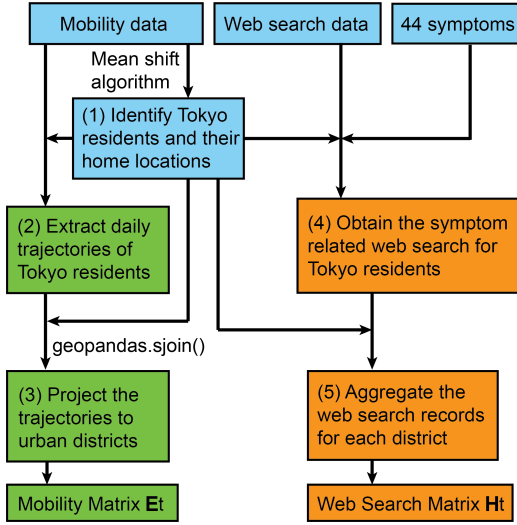 Mobility data
Web search data
44 symptoms
Mean shift
algorithm
(1) Identify Tokyo
residents and their
home locations
(2) Extract daily
trajectories of
Tokyo residents
(4) Obtain the symptom
related web search for
Tokyo residents
geopandas.sjoin()
(3) Project the
trajectories to
urban districts
(5) Aggregate the
web search records
for each district
Mobility Matrix Et
Web Search Matrix Ht